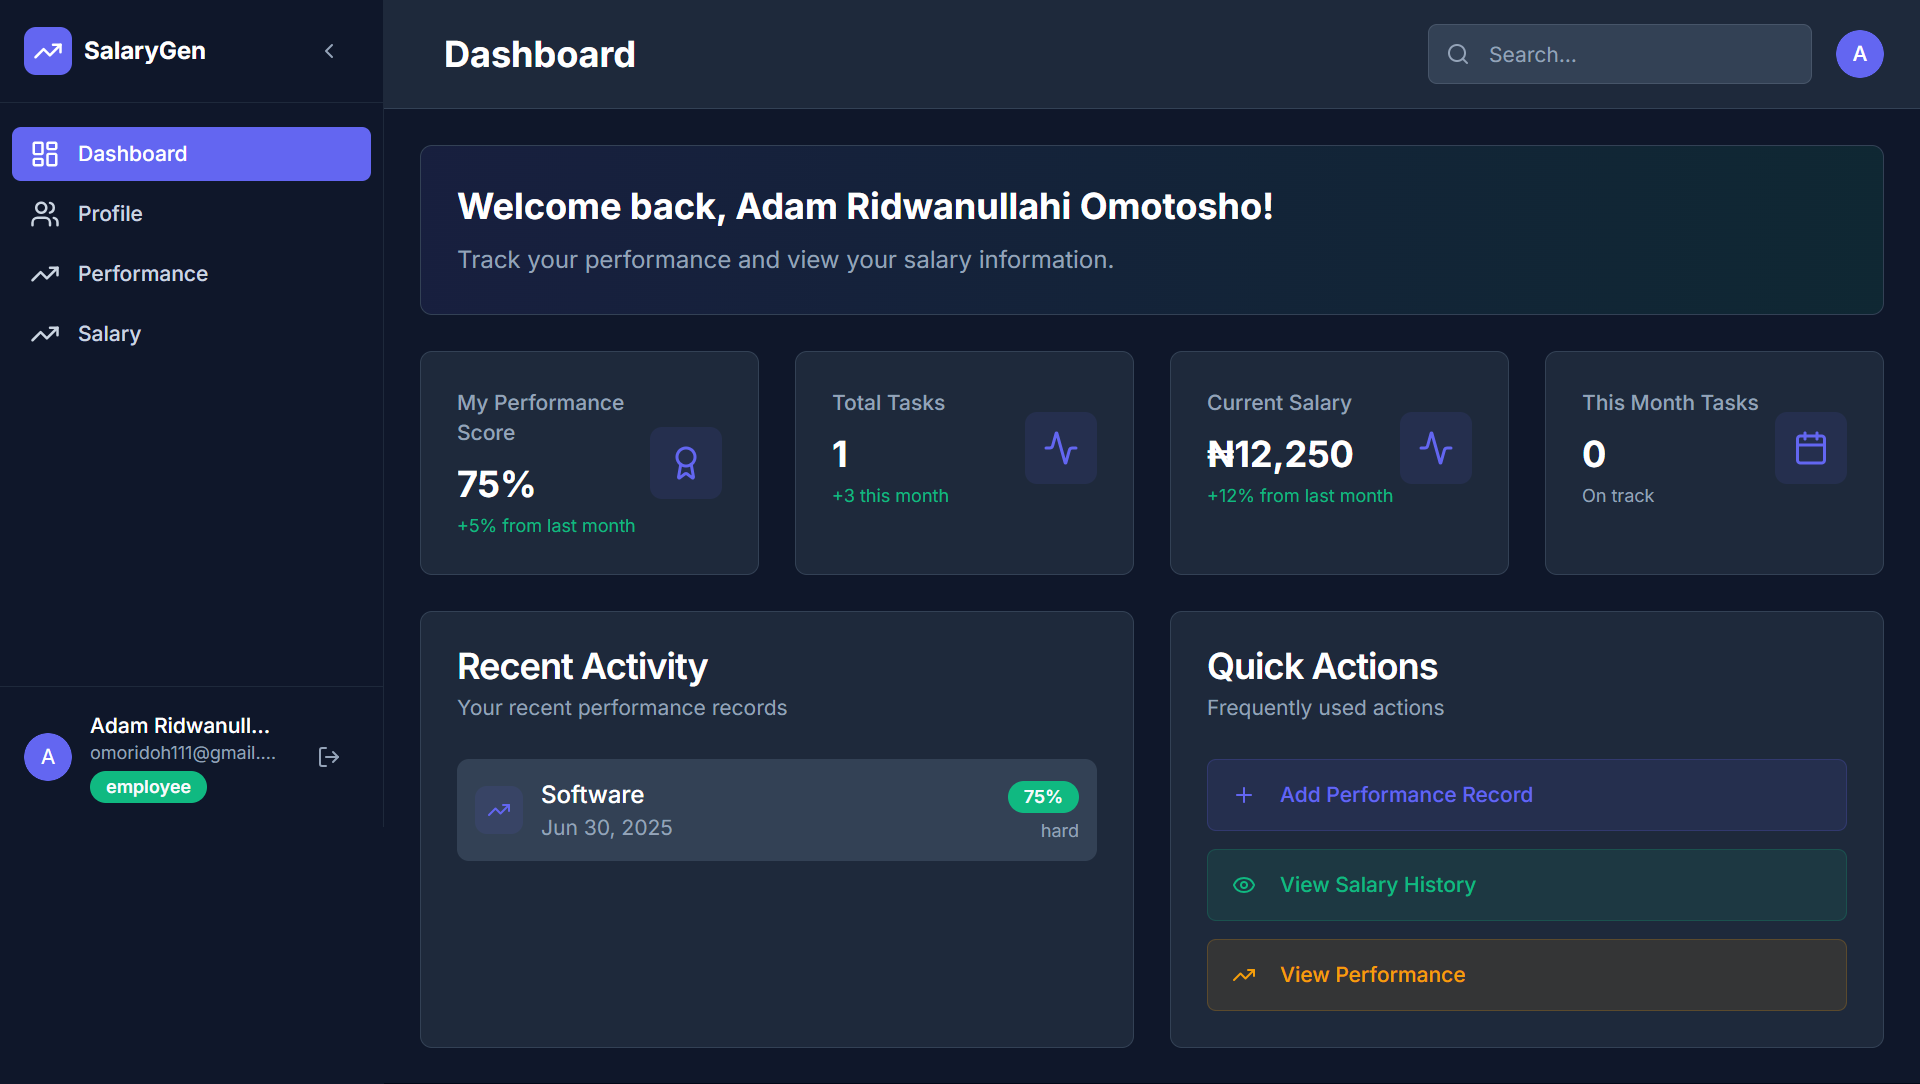 SalaryGen
Dashboard
Profile
Performance
Salary
A
Adam Ridwanull...
omoridoh111@gmail....
employee
Dashboard
Search...
A
Welcome back, Adam Ridwanullahi Omotosho!
Track your performance and view your salary information.
My Performance
Score
75%
+5% from last month
Total Tasks
1
+3 this month
Current Salary
₦12,250
+12% from last month
This Month Tasks
0
On track
Recent Activity
Your recent performance records
Software
Jun 30, 2025
75%
hard
Quick Actions
Frequently used actions
Add Performance Record
View Salary History
View Performance